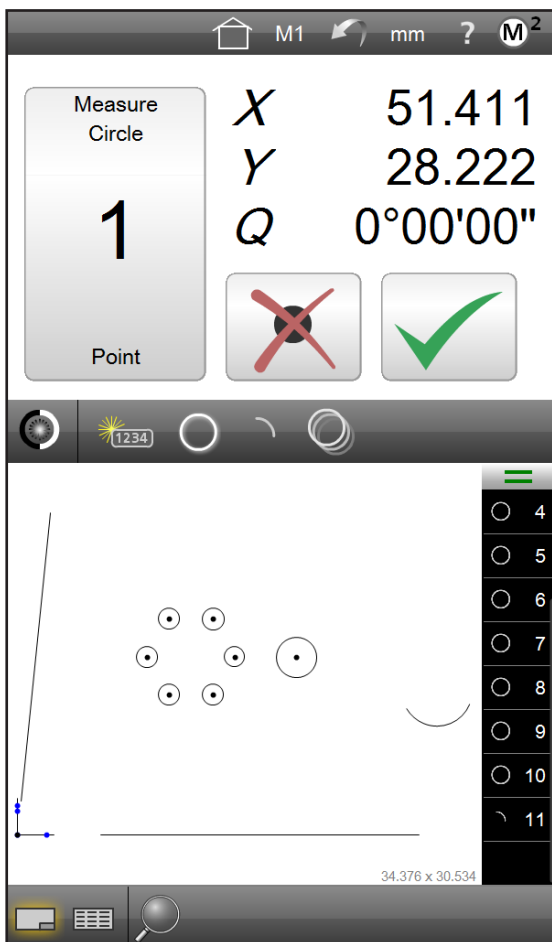 M1 mm ? M2
Measure
Circle
1
Point
X 51.411
Y 28.222
Q 0°00'00"
1234
4
5
6
7
8
9
10
11
34.376 x 30.534